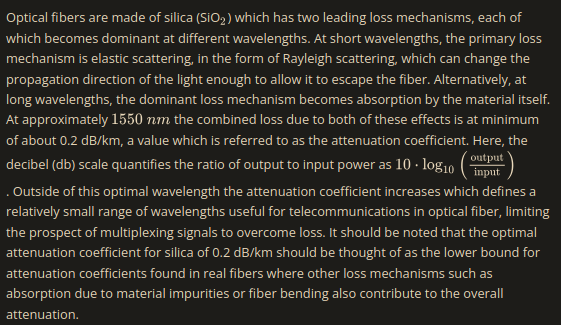 Optical fibers are made of silica (SiO₂) which has two leading loss mechanisms, each of
which becomes dominant at different wavelengths. At short wavelengths, the primary loss
mechanism is elastic scattering, in the form of Rayleigh scattering, which can change the
propagation direction of the light enough to allow it to escape the fiber. Alternatively, at
long wavelengths, the dominant loss mechanism becomes absorption by the material itself.
At approximately 1550 nm the combined loss due to both of these effects is at minimum
of about 0.2 dB/km, a value which is referred to as the attenuation coefficient. Here, the
decibel (db) scale quantifies the ratio of output to input power as 10 · log₁₀ (output/input)
. Outside of this optimal wavelength the attenuation coefficient increases which defines a
relatively small range of wavelengths useful for telecommunications in optical fiber, limiting
the prospect of multiplexing signals to overcome loss. It should be noted that the optimal
attenuation coefficient for silica of 0.2 dB/km should be thought of as the lower bound for
attenuation coefficients found in real fibers where other loss mechanisms such as
absorption due to material impurities or fiber bending also contribute to the overall
attenuation.